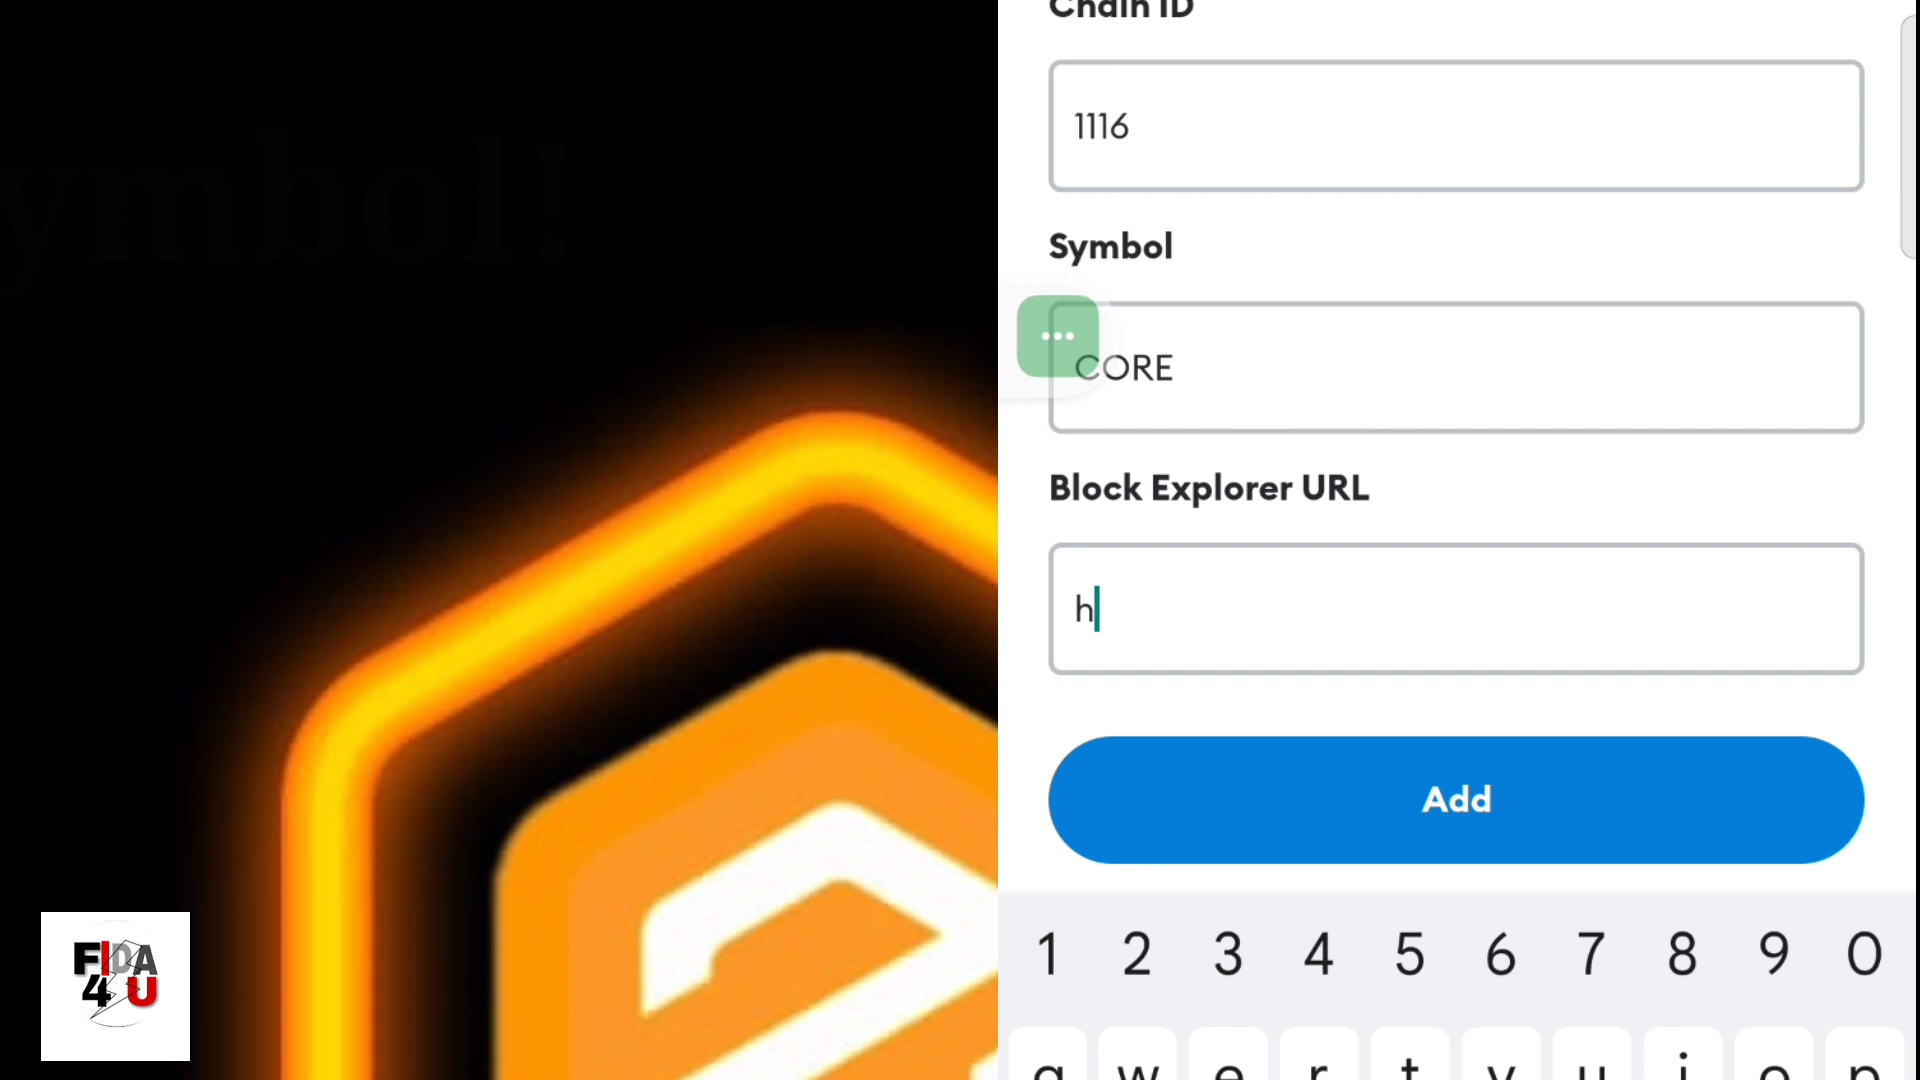 ymbol!
Chain ID
1116
Symbol
CORE
Block Explorer URL
h
Add
1 2 3 4 5 6 7 8 9 0
q w e r t y u i o p
FIDA
4 U